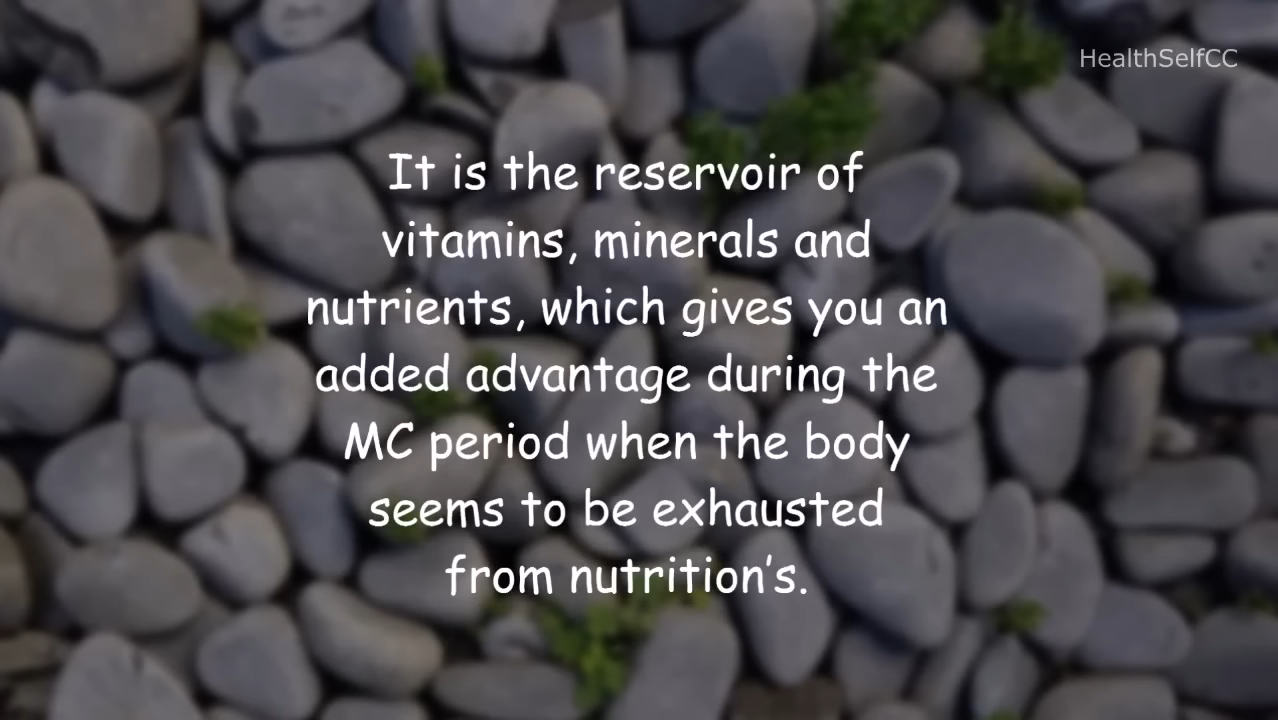 HealthSelfCC
It is the reservoir of
vitamins, minerals and
nutrients, which gives you an
added advantage during the
MC period when the body
seems to be exhausted
from nutrition’s.